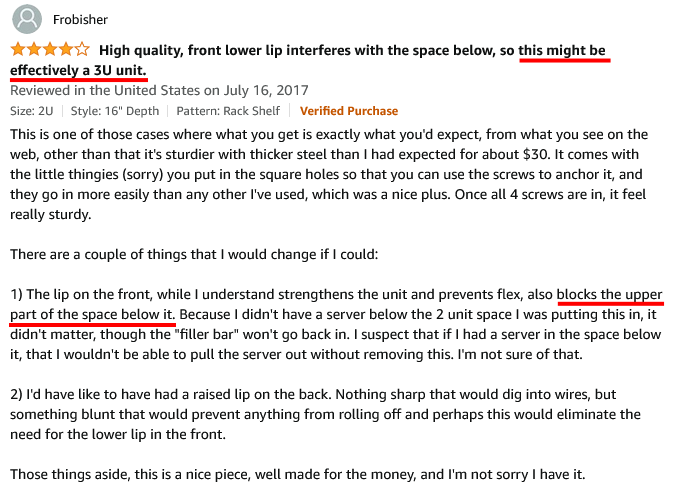 Frobisher
High quality, front lower lip interferes with the space below, so this might be
effectively a 3U unit.
Reviewed in the United States on July 16, 2017
Size: 2U | Style: 16" Depth | Pattern: Rack Shelf | Verified Purchase
This is one of those cases where what you get is exactly what you'd expect, from what you see on the
web, other than that it's sturdier with thicker steel than I had expected for about $30. It comes with
the little thingies (sorry) you put in the square holes so that you can use the screws to anchor it, and
they go in more easily than any other I've used, which was a nice plus. Once all 4 screws are in, it feel
really sturdy.
There are a couple of things that I would change if I could:
1) The lip on the front, while I understand strengthens the unit and prevents flex, also blocks the upper
part of the space below it. Because I didn't have a server below the 2 unit space I was putting this in, it
didn't matter, though the "filler bar" won't go back in. I suspect that if I had a server in the space below
it, that I wouldn't be able to pull the server out without removing this. I'm not sure of that.
2) I'd have like to have had a raised lip on the back. Nothing sharp that would dig into wires, but
something blunt that would prevent anything from rolling off and perhaps this would eliminate the
need for the lower lip in the front.
Those things aside, this is a nice piece, well made for the money, and I'm not sorry I have it.